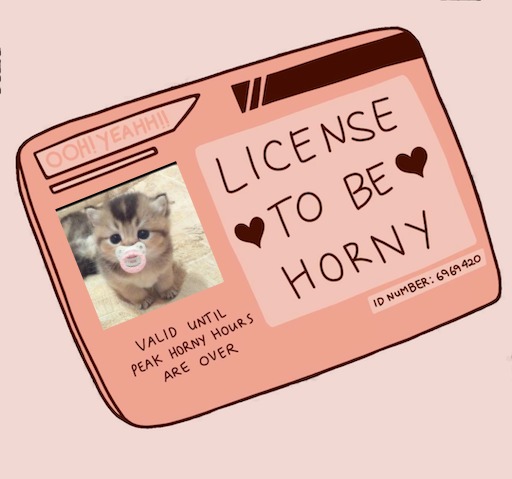 OOH! YEAHH!!
LICENSE
TO BE
HORNY
ID NUMBER: 6969420
VALID UNTIL
PEAK HORNY HOURS
ARE OVER